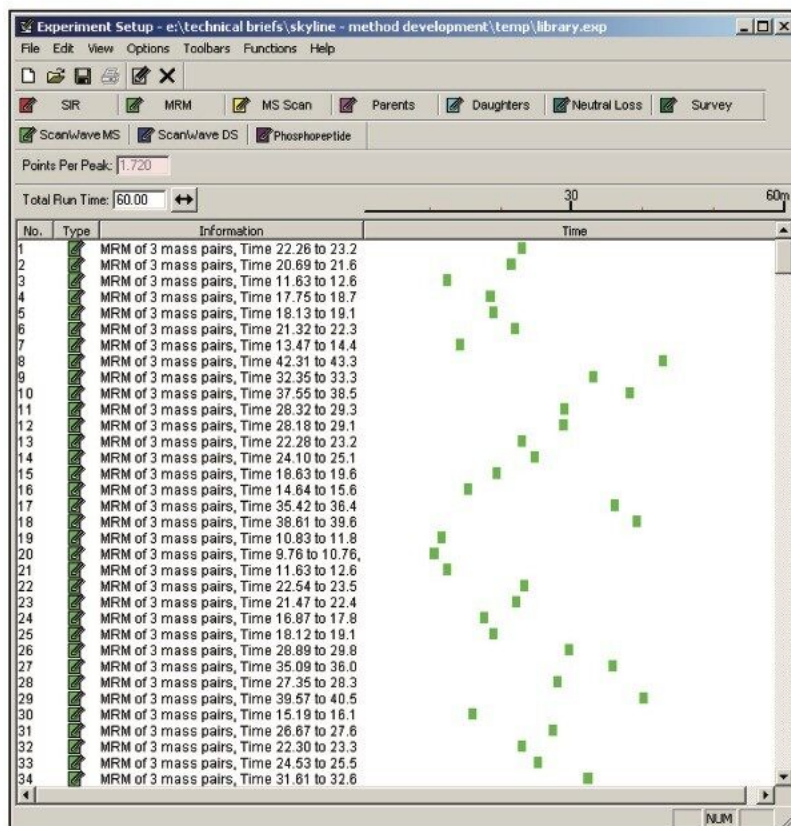 Experiment Setup - e:\technical briefs\skyline - method development\temp\library.exp
File Edit View Options Toolbars Functions Help
SIR MRM MS Scan Parents Daughters Neutral Loss Survey
ScanWave MS ScanWave DS Phosphopeptide
Points Per Peak: 1.720
Total Run Time: 60.00 30 60m
No. Type Information Time
1 MRM of 3 mass pairs, Time 22.26 to 23.2
2 MRM of 3 mass pairs, Time 20.69 to 21.6
3 MRM of 3 mass pairs, Time 11.63 to 12.6
4 MRM of 3 mass pairs, Time 17.75 to 18.7
5 MRM of 3 mass pairs, Time 18.13 to 19.1
6 MRM of 3 mass pairs, Time 21.32 to 22.3
7 MRM of 3 mass pairs, Time 13.47 to 14.4
8 MRM of 3 mass pairs, Time 42.31 to 43.3
9 MRM of 3 mass pairs, Time 32.35 to 33.3
10 MRM of 3 mass pairs, Time 37.55 to 38.5
11 MRM of 3 mass pairs, Time 28.32 to 29.3
12 MRM of 3 mass pairs, Time 28.18 to 29.1
13 MRM of 3 mass pairs, Time 22.28 to 23.2
14 MRM of 3 mass pairs, Time 24.10 to 25.1
15 MRM of 3 mass pairs, Time 18.63 to 19.6
16 MRM of 3 mass pairs, Time 14.64 to 15.6
17 MRM of 3 mass pairs, Time 35.42 to 36.4
18 MRM of 3 mass pairs, Time 38.61 to 39.6
19 MRM of 3 mass pairs, Time 10.83 to 11.8
20 MRM of 3 mass pairs, Time 9.76 to 10.76,
21 MRM of 3 mass pairs, Time 11.63 to 12.6
22 MRM of 3 mass pairs, Time 22.54 to 23.5
23 MRM of 3 mass pairs, Time 21.47 to 22.4
24 MRM of 3 mass pairs, Time 16.87 to 17.8
25 MRM of 3 mass pairs, Time 18.12 to 19.1
26 MRM of 3 mass pairs, Time 28.89 to 29.8
27 MRM of 3 mass pairs, Time 35.09 to 36.0
28 MRM of 3 mass pairs, Time 27.35 to 28.3
29 MRM of 3 mass pairs, Time 39.57 to 40.5
30 MRM of 3 mass pairs, Time 15.19 to 16.1
31 MRM of 3 mass pairs, Time 26.67 to 27.6
32 MRM of 3 mass pairs, Time 22.30 to 23.3
33 MRM of 3 mass pairs, Time 24.53 to 25.5
34 MRM of 3 mass pairs, Time 31.61 to 32.6
NUM